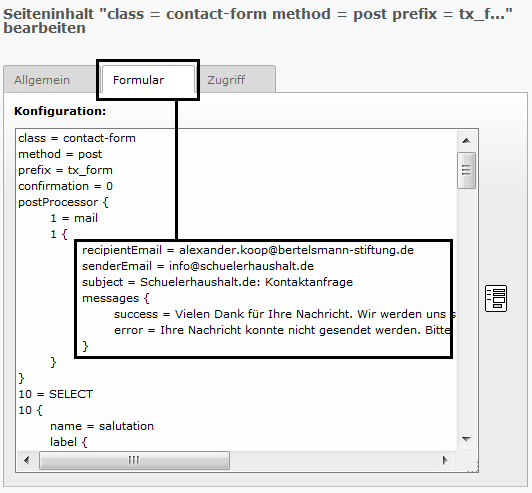 Seiteninhalt "class = contact-form method = post prefix = tx_f..."
bearbeiten
Allgemein
Formular
Zugriff
Konfiguration:
class = contact-form
method = post
prefix = tx_form
confirmation = 0
postProcessor {
1 = mail
1 {
recipientEmail = alexander.koop@bertelsmann-stiftung.de
senderEmail = info@schuelerhaushalt.de
subject = Schuelerhaushalt.de: Kontaktanfrage
messages {
success = Vielen Dank für Ihre Nachricht. Wir werden uns s
error = Ihre Nachricht konnte nicht gesendet werden. Bitte
}
}
}
10 = SELECT
10 {
name = salutation
label {